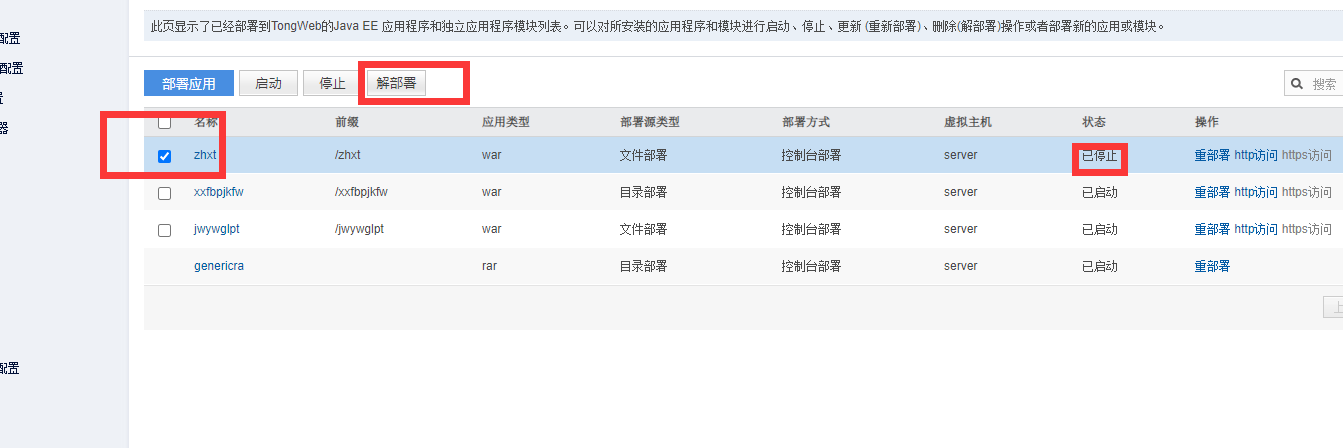 此页显示了已经部署到TongWeb的Java EE 应用程序和独立应用程序模块列表。可以对所安装的应用程序和模块进行启动、停止、更新 (重新部署)、删除(解部署)操作或者部署新的应用或模块。
配置
配置
置
器
配置
部署应用 启动 停止 解部署 搜索
名称 前缀 应用类型 部署源类型 部署方式 虚拟主机 状态 操作
zhxt /zhxt war 文件部署 控制台部署 server 已停止 重部署 http访问 https访问
xxfbpjkfw /xxfbpjkfw war 目录部署 控制台部署 server 已启动 重部署 http访问 https访问
jwywglpt /jwywglpt war 文件部署 控制台部署 server 已启动 重部署 http访问 https访问
genericra rar 目录部署 控制台部署 server 已启动 重部署
上